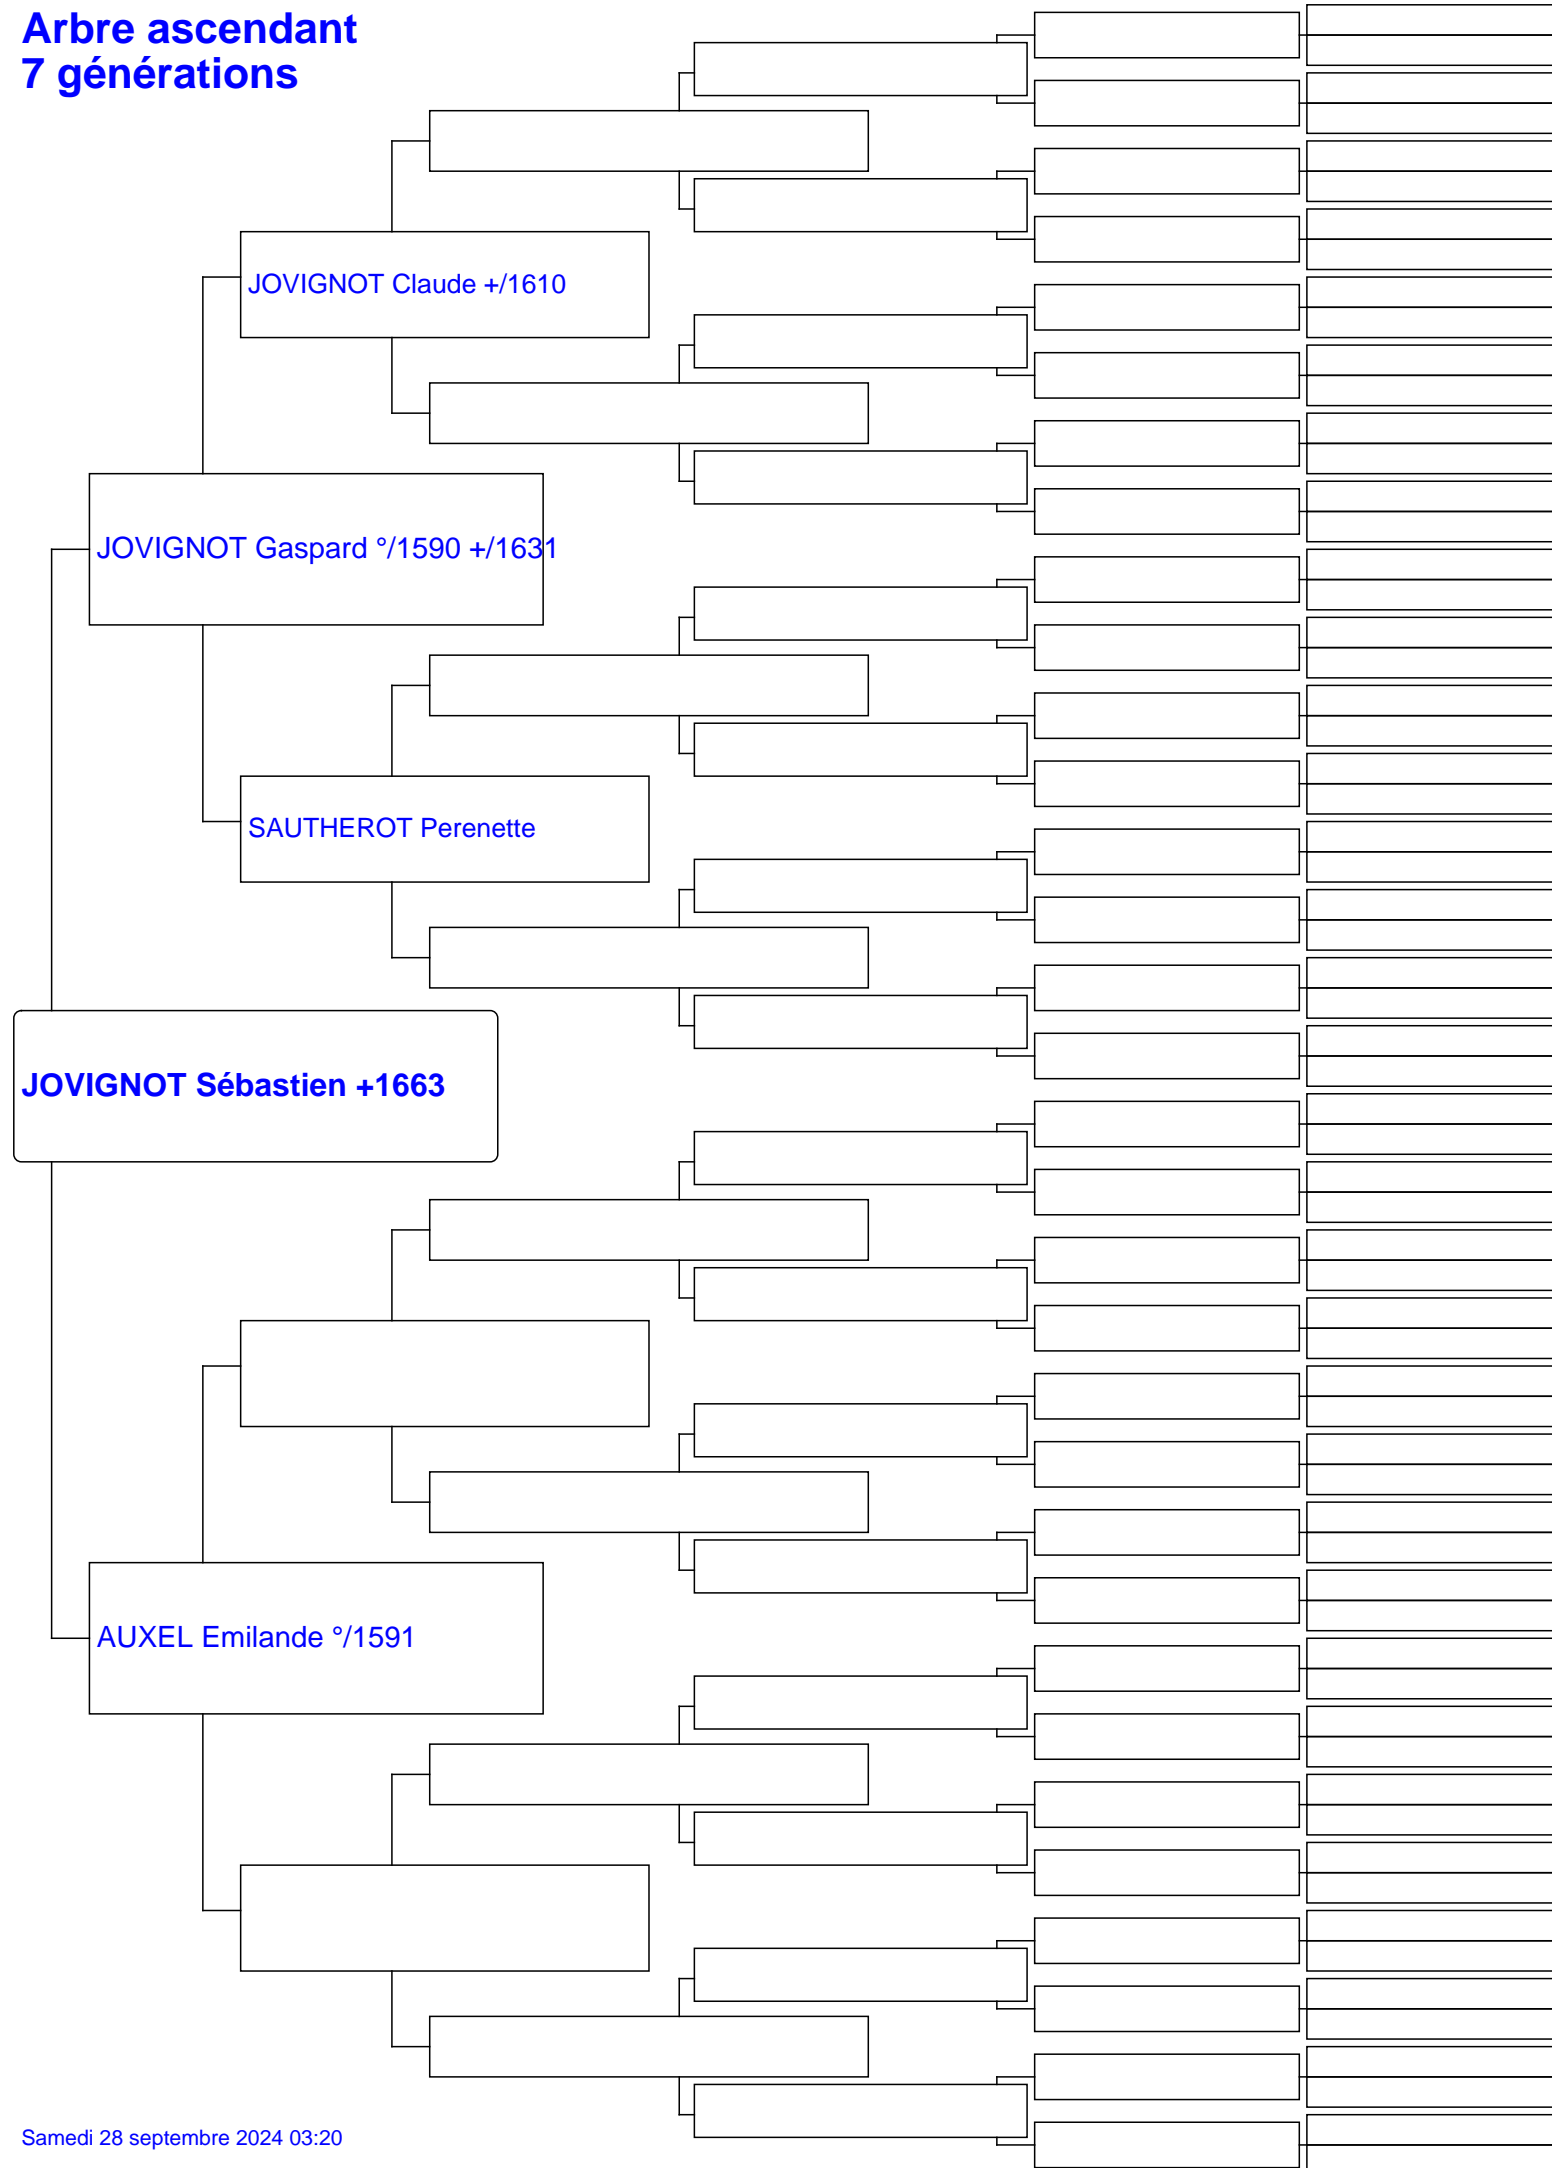 Arbre ascendant
7 générations
JOVIGNOT Claude +/1610
JOVIGNOT Gaspard °/1590 +/1631
SAUTHEROT Perenette
JOVIGNOT Sébastien +1663
AUXEL Emilande °/1591
Samedi 28 septembre 2024 03:20